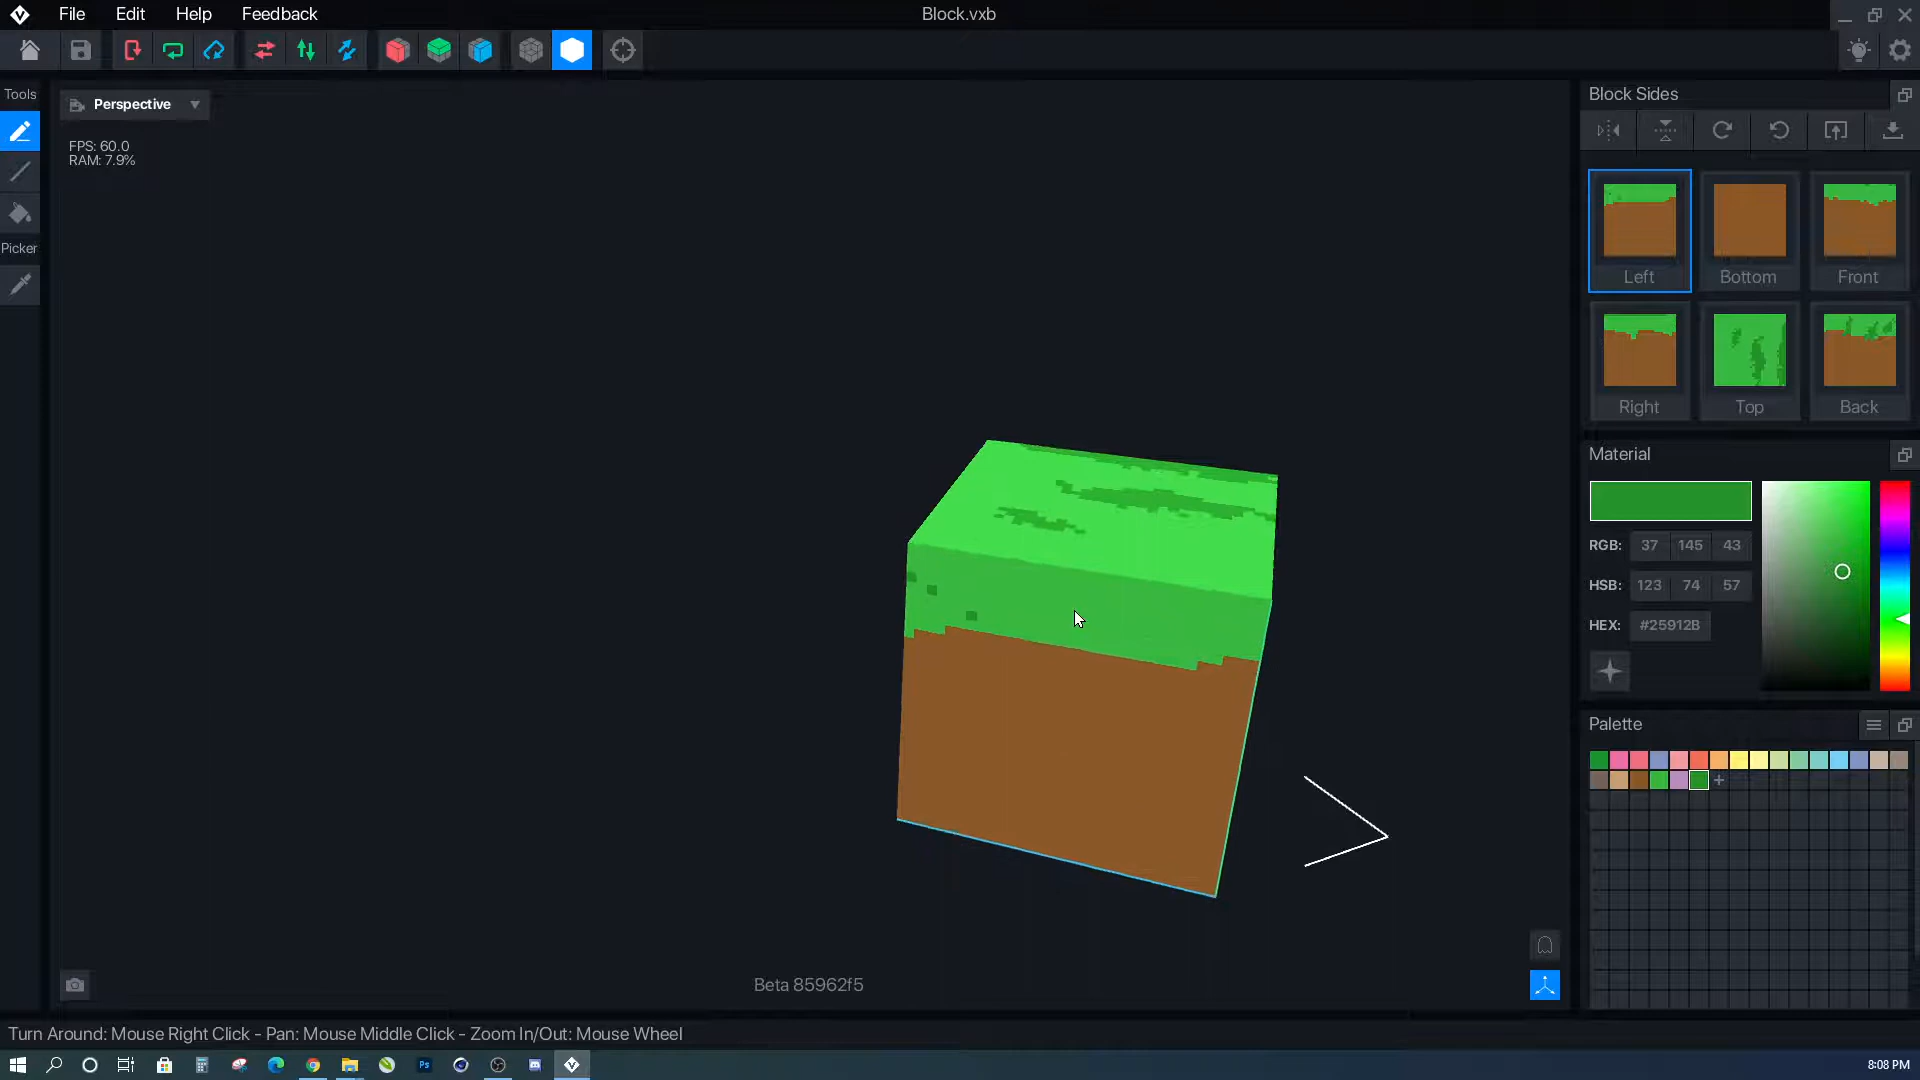 File Edit Help Feedback Block.vxb
Tools
Perspective
FPS: 60.0
RAM: 7.9%
Picker
Block Sides
Left Bottom Front
Right Top Back
Material
RGB: 37 145 43
HSB: 123 74 57
HEX: #25912B
Palette
Beta 85962f5
Turn Around: Mouse Right Click - Pan: Mouse Middle Click - Zoom In/Out: Mouse Wheel
Ps
8:08 PM